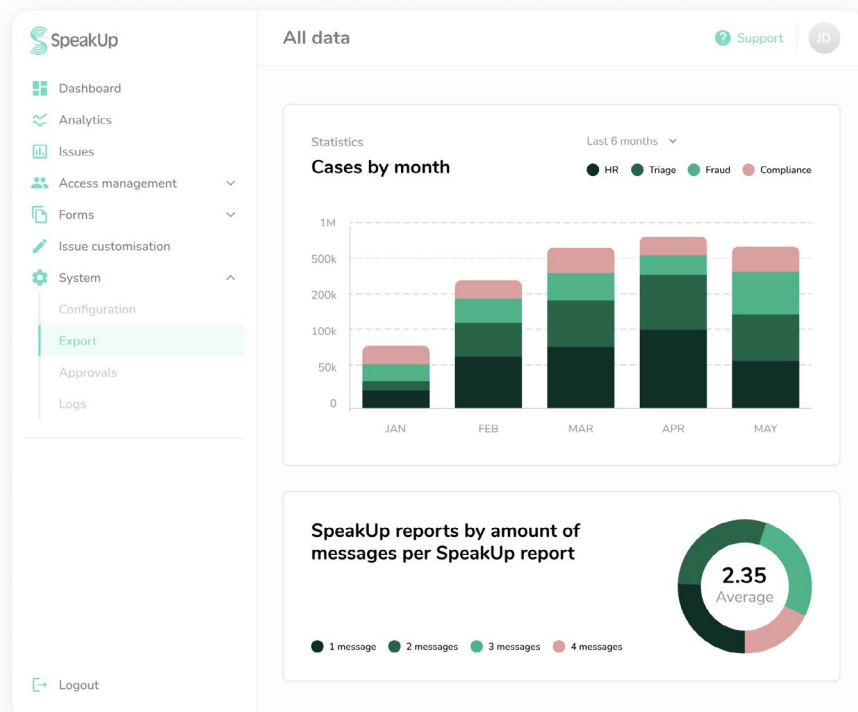 SpeakUp
All data
Support
JD
Dashboard
Analytics
Issues
Access management
Forms
Issue customisation
System
Configuration
Export
Approvals
Logs
Logout
Statistics
Last 6 months
Cases by month
HR Triage Fraud Compliance
1M
500k
200k
100k
50k
0
JAN FEB MAR APR MAY
SpeakUp reports by amount of
messages per SpeakUp report
2.35
Average
1 message 2 messages 3 messages 4 messages